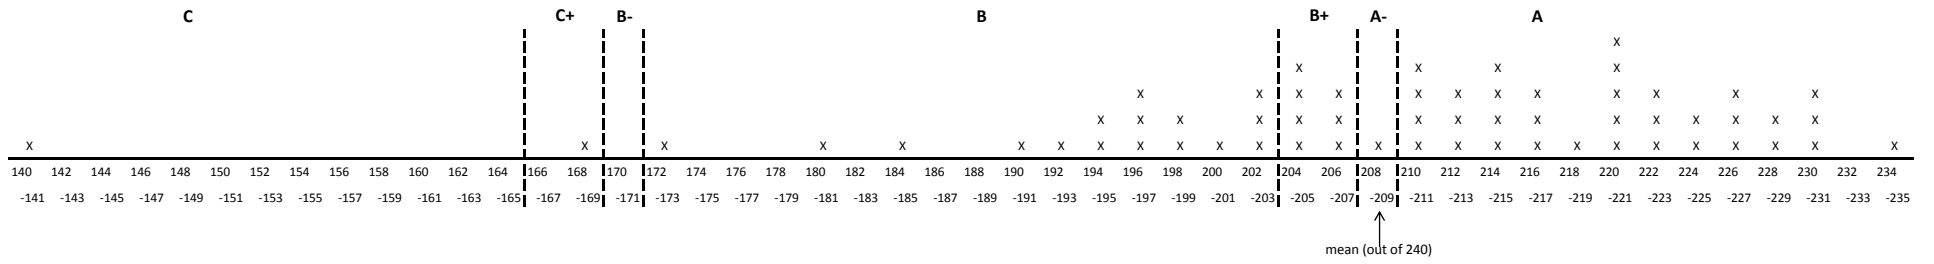 C C+ B- B B+ A- A
x
x x x
x x x x x x x x
x x x x x x x x x x x x x x x
x x x x x x x x x x x x x x x x x x x x x x x x x x x
140 142 144 146 148 150 152 154 156 158 160 162 164 166 168 170 172 174 176 178 180 182 184 186 188 190 192 194 196 198 200 202 204 206 208 210 212 214 216 218 220 222 224 226 228 230 232 234
-141 -143 -145 -147 -149 -151 -153 -155 -157 -159 -161 -163 -165 -167 -169 -171 -173 -175 -177 -179 -181 -183 -185 -187 -189 -191 -193 -195 -197 -199 -201 -203 -205 -207 -209 -211 -213 -215 -217 -219 -221 -223 -225 -227 -229 -231 -233 -235
mean (out of 240)